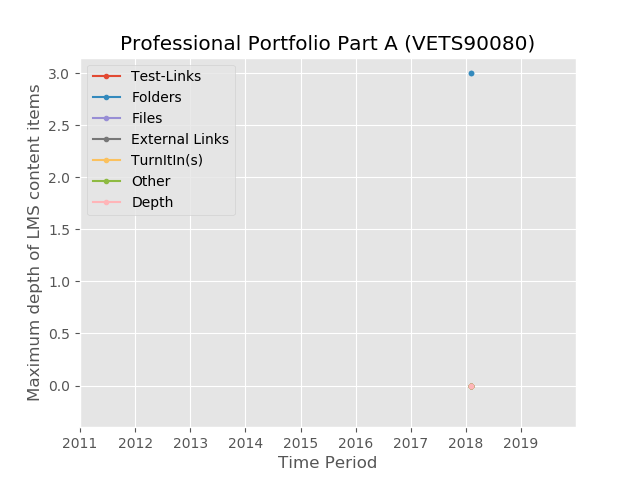 Professional Portfolio Part A (VETS90080)
Maximum depth of LMS content items
3.0
2.5
2.0
1.5
1.0
0.5
0.0
Test-Links
Folders
Files
External Links
TurnItIn(s)
Other
Depth
2011 2012 2013 2014 2015 2016 2017 2018 2019
Time Period